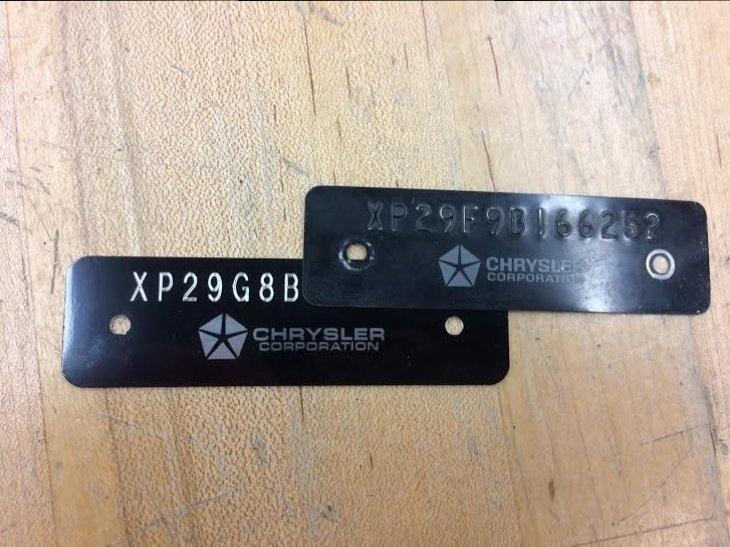 XP29F9B166252
CHRYSLER
CORPORATION
XP29G8B
CHRYSLER
CORPORATION